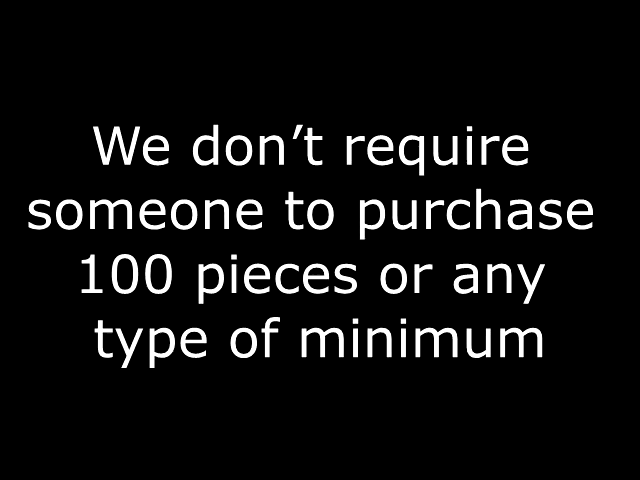 We don’t require
someone to purchase
100 pieces or any
type of minimum